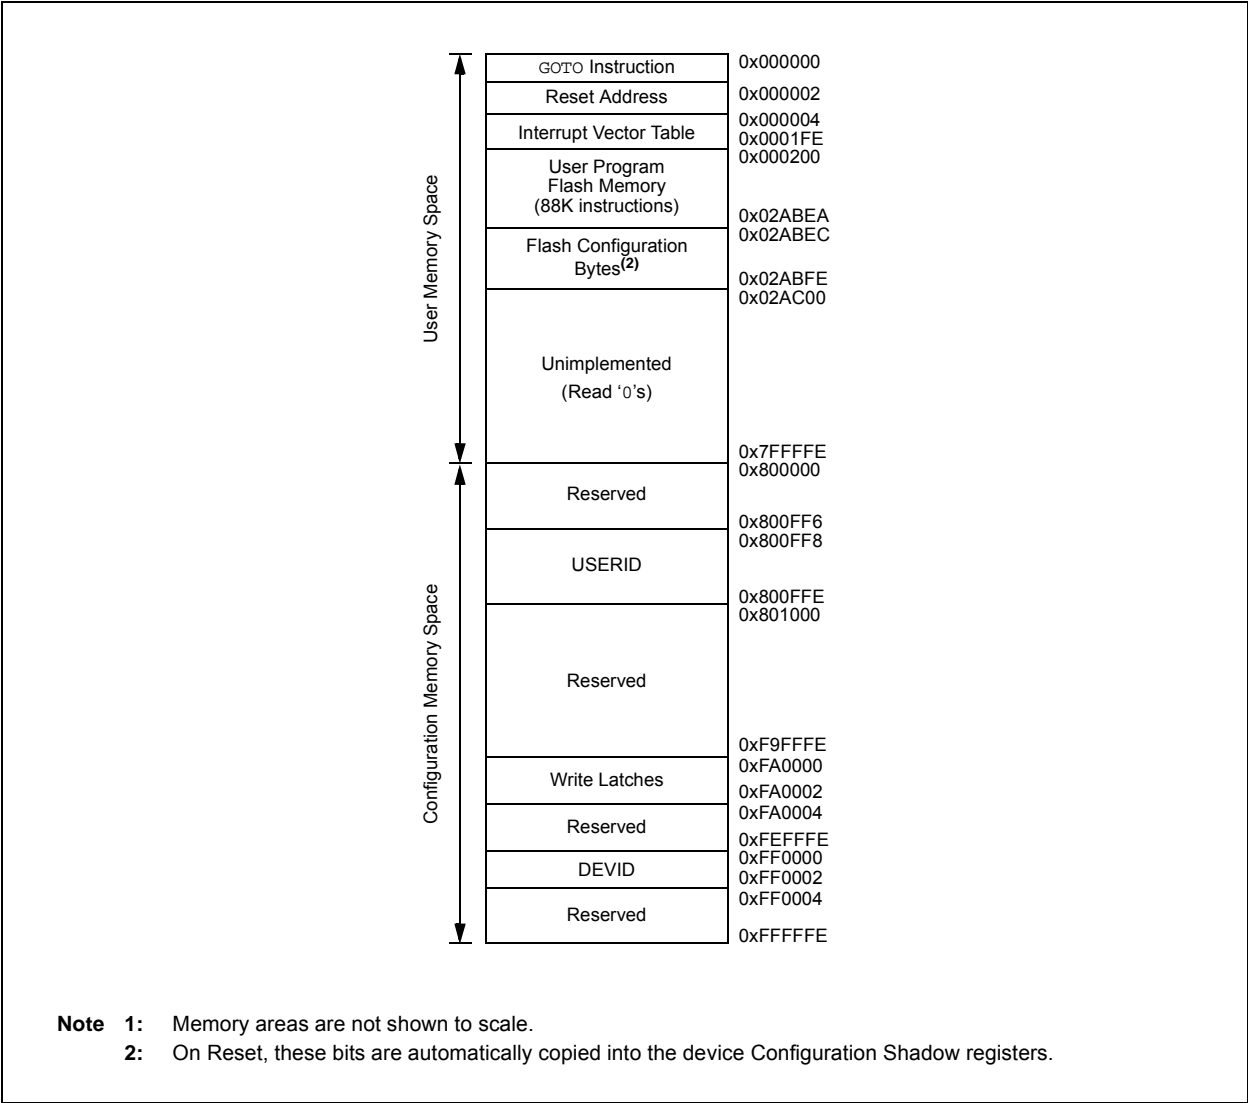 GOTO Instruction 0x000000
Reset Address 0x000002
0x000004
Interrupt Vector Table 0x0001FE
0x000200
User Program
Flash Memory
(88K instructions)
0x02ABEA
0x02ABEC
Flash Configuration
Bytes(2)
0x02ABFE
0x02AC00
User Memory Space
Unimplemented
(Read ‘0’s)
0x7FFFFE
0x800000
Reserved
0x800FF6
0x800FF8
USERID
0x800FFE
0x801000
Configuration Memory Space
Reserved
0xF9FFFE
0xFA0000
Write Latches
0xFA0002
0xFA0004
Reserved
0xFEFFFE
0xFF0000
DEVID
0xFF0002
0xFF0004
Reserved
0xFFFFFE
Note 1: Memory areas are not shown to scale.
2: On Reset, these bits are automatically copied into the device Configuration Shadow registers.